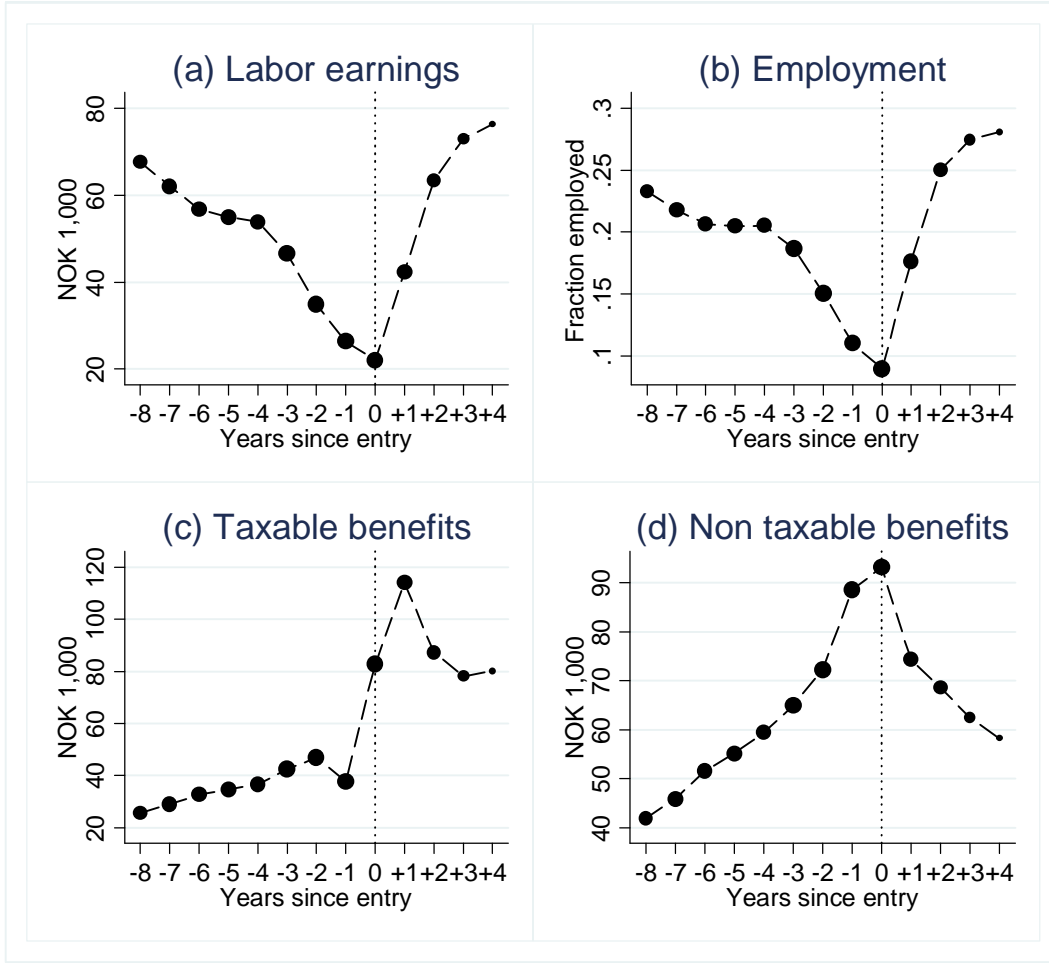 (a) Labor earnings
NOK 1,000
80
60
40
20
-8 -7 -6 -5 -4 -3 -2 -1 0 +1 +2 +3 +4
Years since entry
(b) Employment
Fraction employed
.3
.25
.2
.15
.1
-8 -7 -6 -5 -4 -3 -2 -1 0 +1 +2 +3 +4
Years since entry
(c) Taxable benefits
NOK 1,000
120
100
80
60
40
20
-8 -7 -6 -5 -4 -3 -2 -1 0 +1 +2 +3 +4
Years since entry
(d) Non taxable benefits
NOK 1,000
90
80
70
60
50
40
-8 -7 -6 -5 -4 -3 -2 -1 0 +1 +2 +3 +4
Years since entry